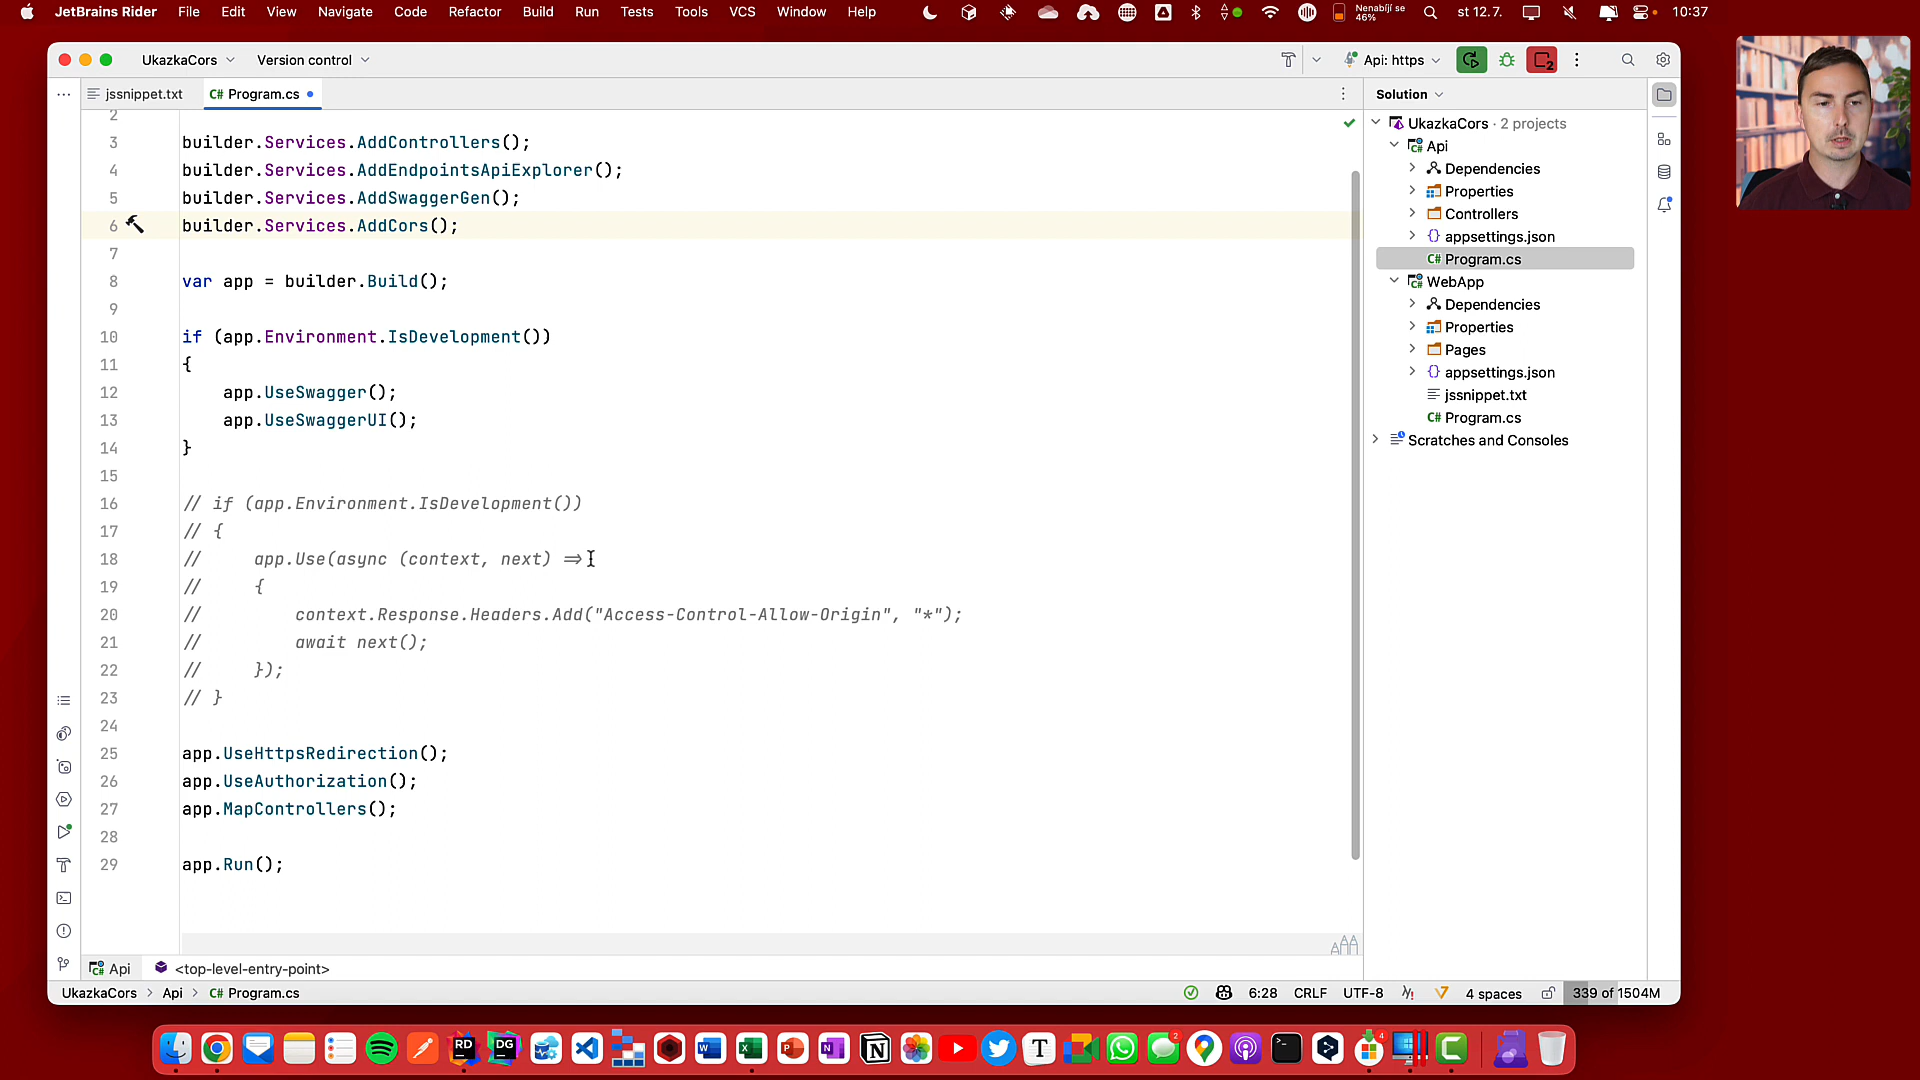 JetBrains Rider File Edit View Navigate Code Refactor Build Run Tests Tools VCS Window Help Nenabíjí se 46% st 12.7. 10:37
UkazkaCors Version control Api: https 2
jssnippet.txt C# Program.cs Solution
2
3 builder.Services.AddControllers();
4 builder.Services.AddEndpointsApiExplorer();
5 builder.Services.AddSwaggerGen();
6 builder.Services.AddCors();
7
8 var app = builder.Build();
9
10 if (app.Environment.IsDevelopment())
11 {
12 app.UseSwagger();
13 app.UseSwaggerUI();
14 }
15
16 // if (app.Environment.IsDevelopment())
17 // {
18 // app.Use(async (context, next) =>
19 // {
20 // context.Response.Headers.Add("Access-Control-Allow-Origin", "*");
21 // await next();
22 // });
23 // }
24
25 app.UseHttpsRedirection();
26 app.UseAuthorization();
27 app.MapControllers();
28
29 app.Run();
UkazkaCors · 2 projects
C# Api
Dependencies
Properties
Controllers
{} appsettings.json
C# Program.cs
C# WebApp
Dependencies
Properties
Pages
{} appsettings.json
jssnippet.txt
C# Program.cs
Scratches and Consoles
C# Api <top-level-entry-point>
UkazkaCors > Api > C# Program.cs 6:28 CRLF UTF-8 4 spaces 339 of 1504M
RD DG W X P N N T 2 4 C